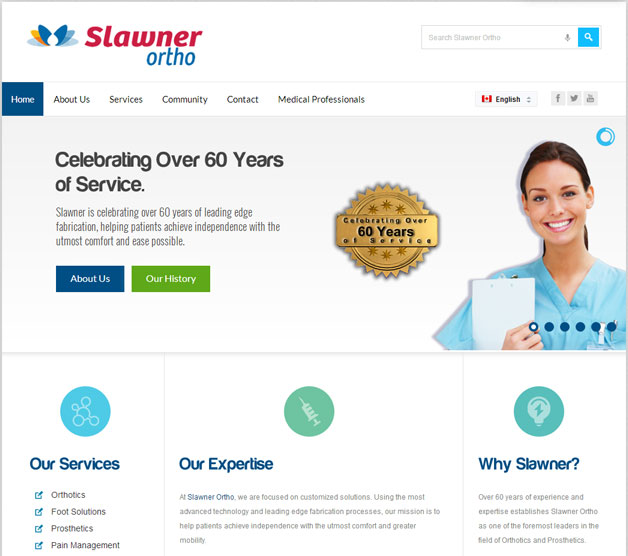 Slawner
ortho
Search Slawner Ortho
Home About Us Services Community Contact Medical Professionals English
Celebrating Over 60 Years
of Service.
Slawner is celebrating over 60 years of leading edge
fabrication, helping patients achieve independence with the
utmost comfort and ease possible.
About Us Our History
Celebrating Over
60 Years
of Service
Our Services
Orthotics
Foot Solutions
Prosthetics
Pain Management
Our Expertise
At Slawner Ortho, we are focused on customized solutions. Using the most
advanced technology and leading edge fabrication processes, our mission is to
help patients achieve independence with the utmost comfort and greater
mobility.
Why Slawner?
Over 60 years of experience and
expertise establishes Slawner Ortho
as one of the foremost leaders in the
field of Orthotics and Prosthetics.